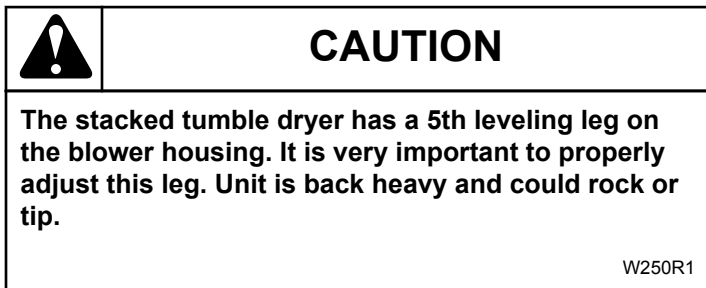 CAUTION
The stacked tumble dryer has a 5th leveling leg on
the blower housing. It is very important to properly
adjust this leg. Unit is back heavy and could rock or
tip.
W250R1